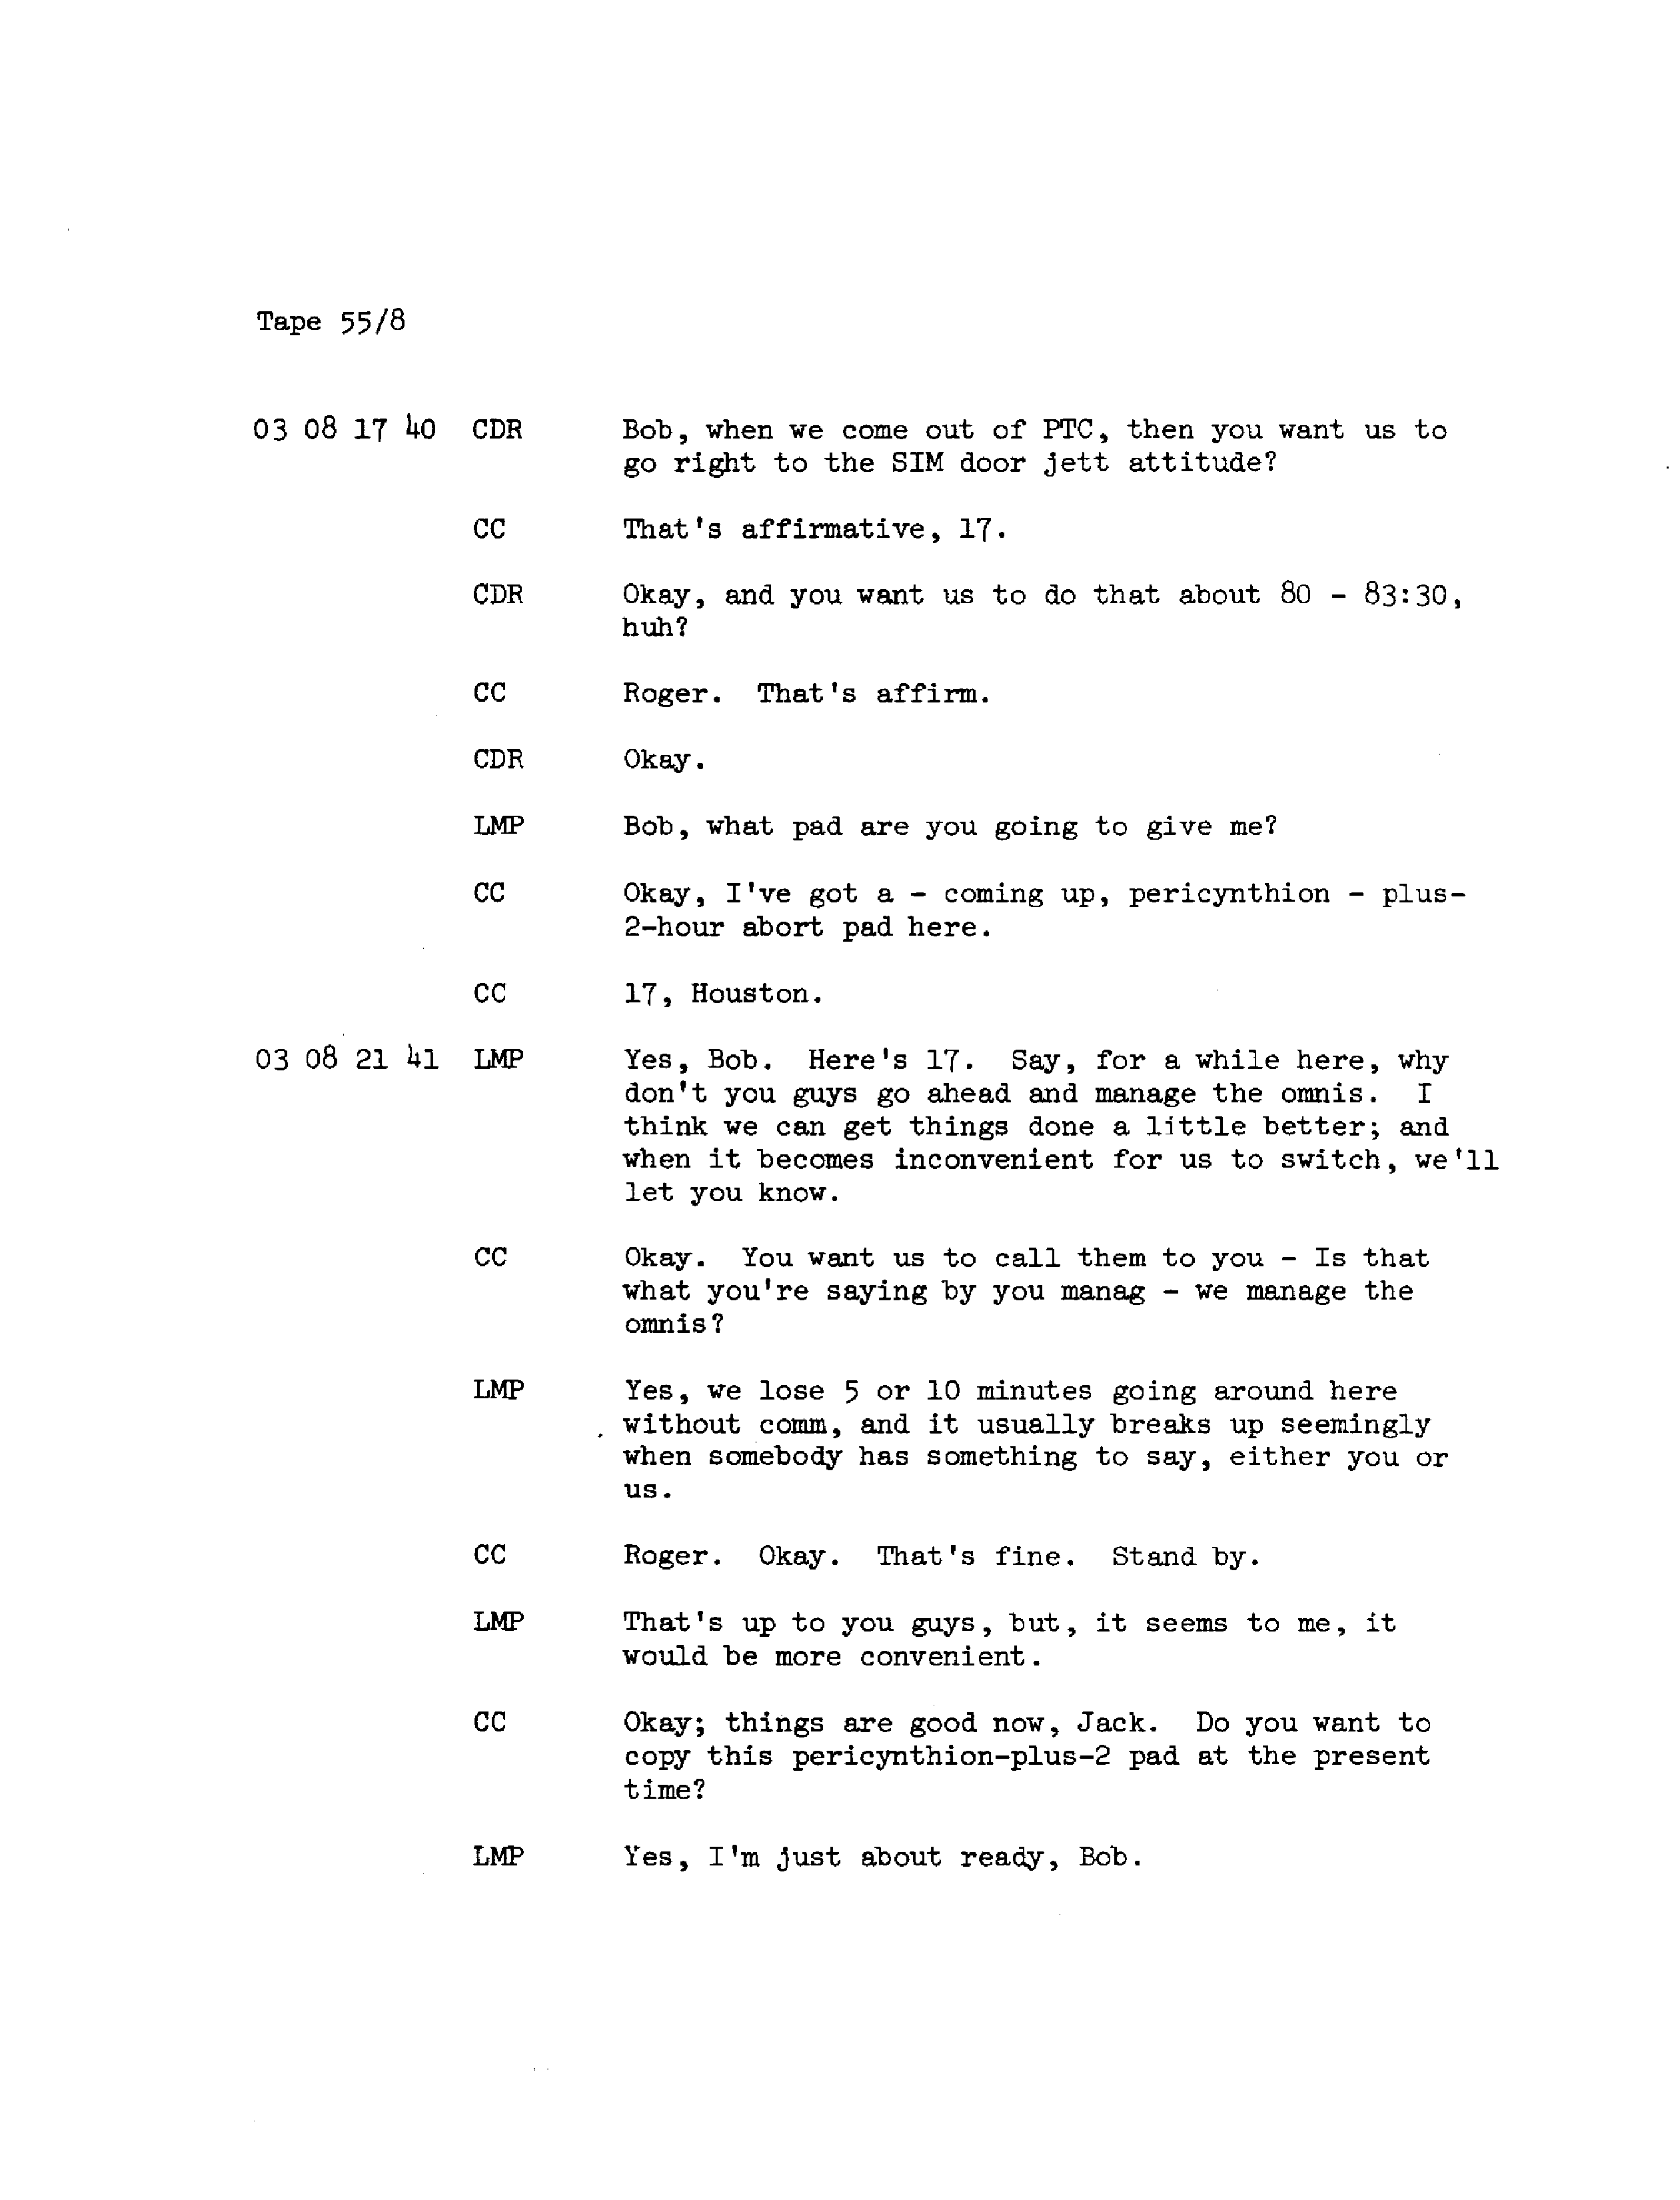 Tape 55/8
03 08 17 40 CDR Bob, when we come out of PTC, then you want us to
go right to the SIM door jett attitude?
CC That's affirmative, 17.
CDR Okay, and you want us to do that about 80 - 83:30,
huh?
CC Roger. That's affirm.
CDR Okay.
LMP Bob, what pad are you going to give me?
CC Okay, I've got a - coming up, pericynthion - plus-
2-hour abort pad here.
CC 17, Houston.
03 08 21 41 LMP Yes, Bob. Here's 17. Say, for a while here, why
don't you guys go ahead and manage the omnis. I
think we can get things done a little better; and
when it becomes inconvenient for us to switch, we'll
let you know.
CC Okay. You want us to call them to you - Is that
what you're saying by you manag - we manage the
omnis?
LMP Yes, we lose 5 or 10 minutes going around here
without comm, and it usually breaks up seemingly
when somebody has something to say, either you or
us.
CC Roger. Okay. That's fine. Stand by.
LMP That's up to you guys, but, it seems to me, it
would be more convenient.
CC Okay; things are good now, Jack. Do you want to
copy this pericynthion-plus-2 pad at the present
time?
LMP Yes, I'm just about ready, Bob.